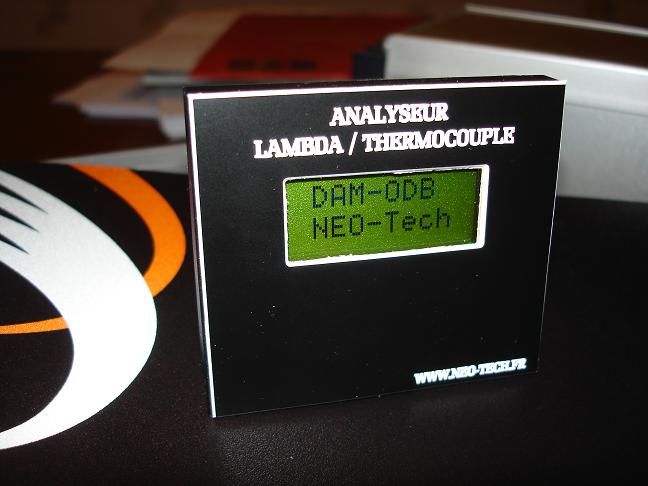 ANALYSEUR
LAMBDA / THERMOCOUPLE
DAM-ODB
NEO-Tech
WWW.NEO-TECH.FR